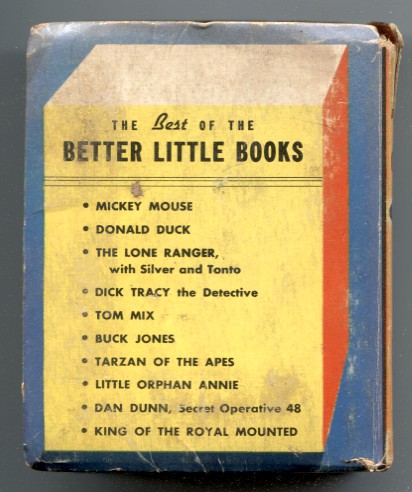 THE Best OF THE
BETTER LITTLE BOOKS
• MICKEY MOUSE
• DONALD DUCK
• THE LONE RANGER,
with Silver and Tonto
• DICK TRACY the Detective
• TOM MIX
• BUCK JONES
• TARZAN OF THE APES
• LITTLE ORPHAN ANNIE
• DAN DUNN, Secret Operative 48
• KING OF THE ROYAL MOUNTED